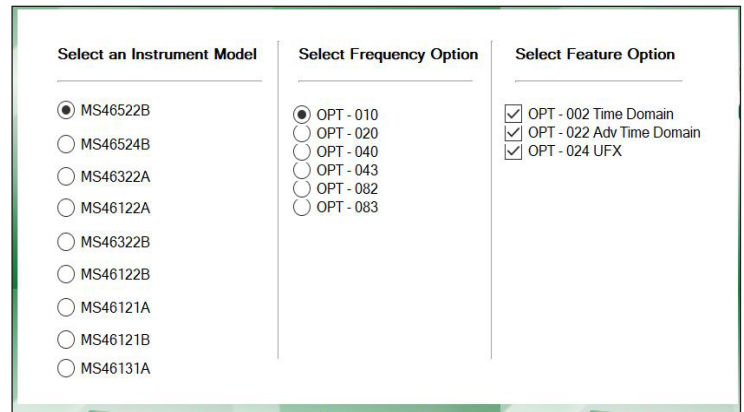 Select an Instrument Model
MS46522B
MS46524B
MS46322A
MS46122A
MS46322B
MS46122B
MS46121A
MS46121B
MS46131A
Select Frequency Option
OPT - 010
OPT - 020
OPT - 040
OPT - 043
OPT - 082
OPT - 083
Select Feature Option
OPT - 002 Time Domain
OPT - 022 Adv Time Domain
OPT - 024 UFX